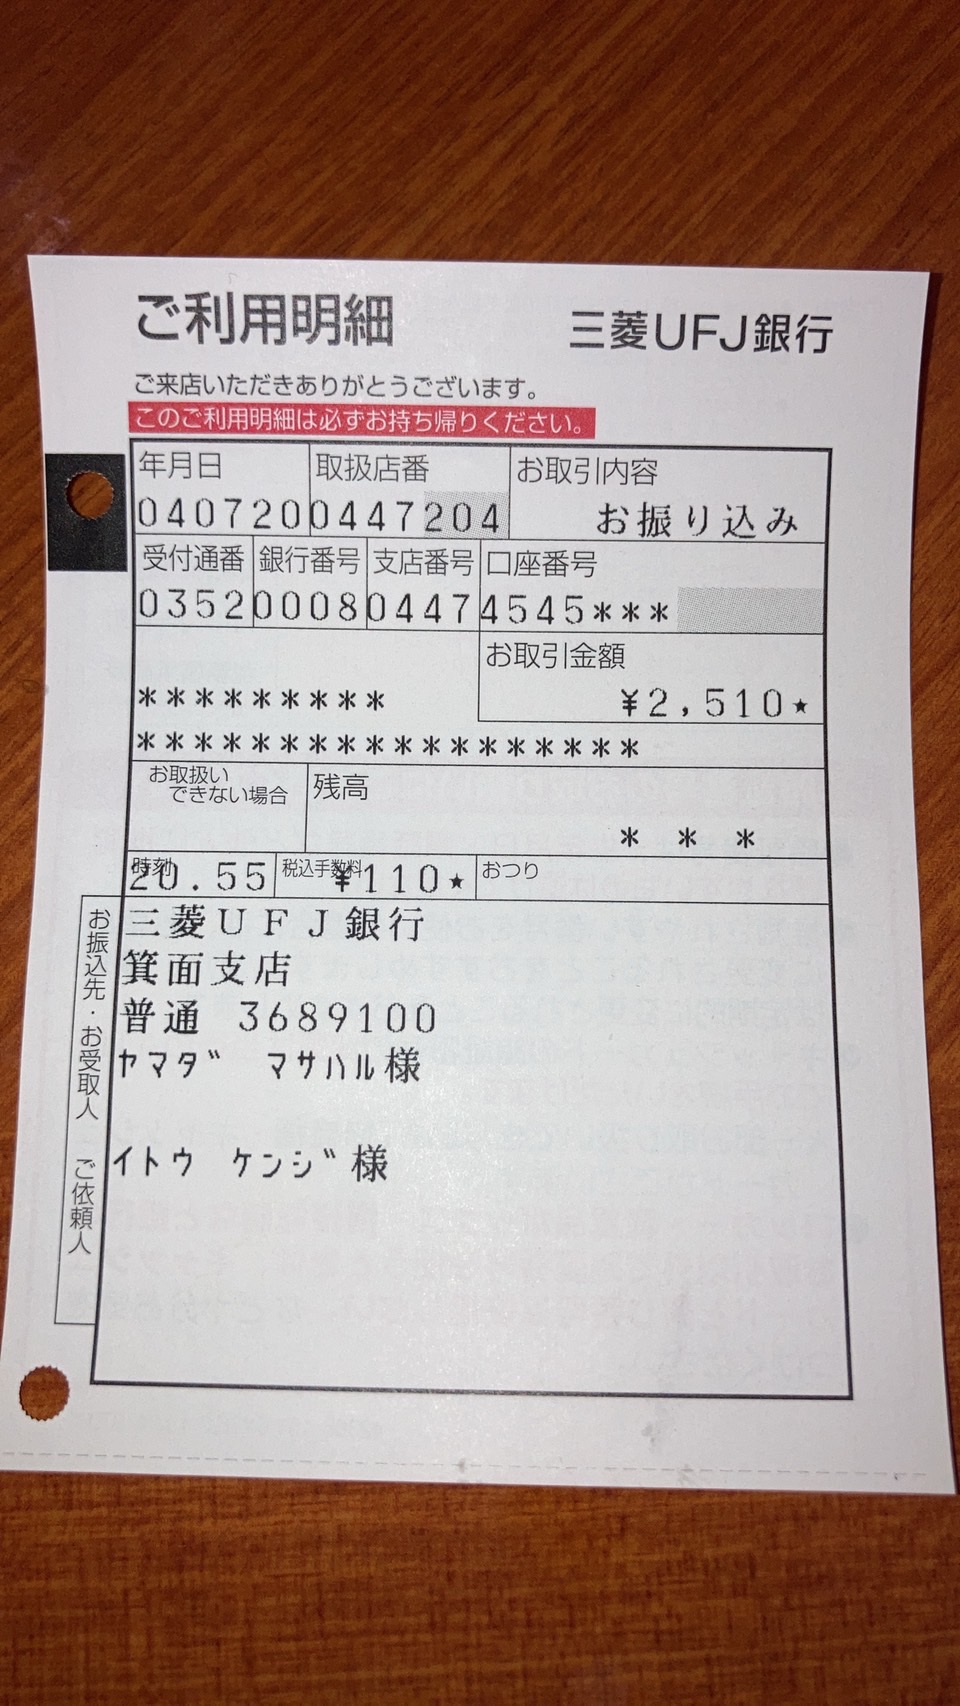 ご利用明細 三菱UFJ銀行
ご来店いただきありがとうございます。
このご利用明細は必ずお持ち帰りください。
年月日 取扱店番 お取引内容
040720 0447204 お振り込み
受付通番 銀行番号 支店番号 口座番号
0352 0008 0447 4545***
お取引金額
********* ¥2,510★
******************
お取扱いできない場合 残高
* * *
時刻 税込手数料 おつり
20.55 ¥110★
お振込先・お受取人 ご依頼人
三菱UFJ銀行
箕面支店
普通 3689100
ヤマダ マサハル様
イトウ ケンジ様